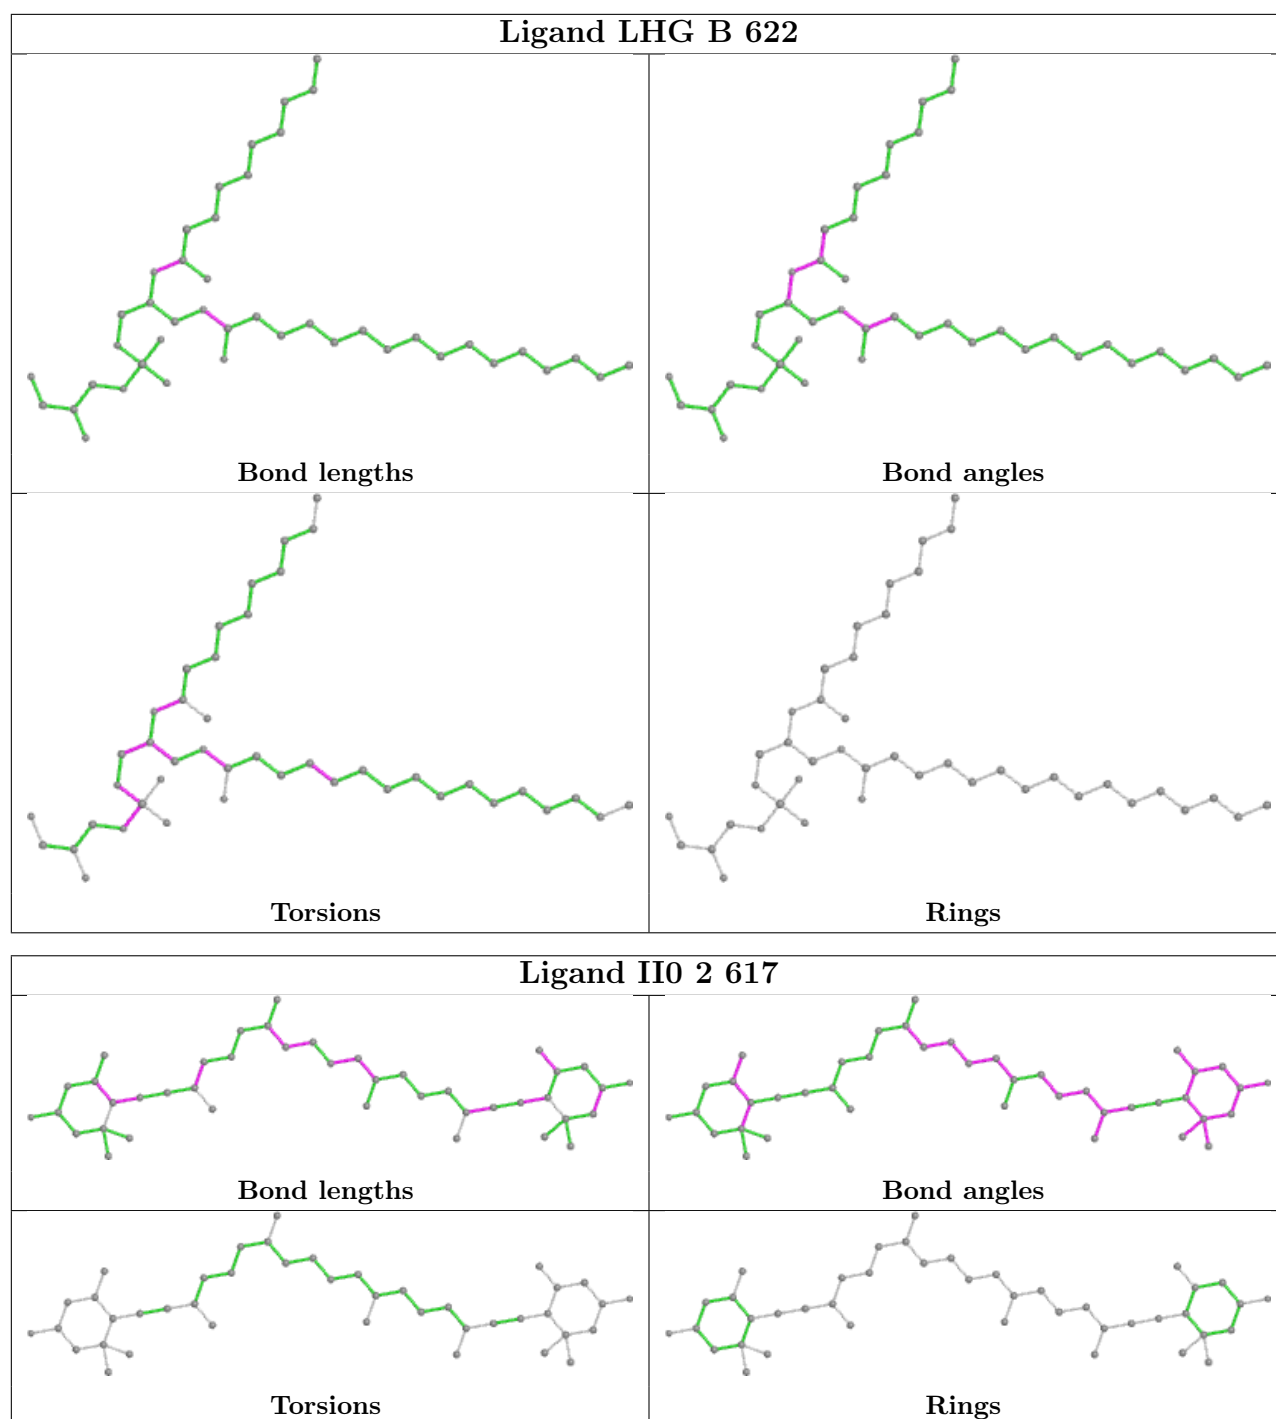 Ligand LHG B 622
Bond lengths
Bond angles
Torsions
Rings
Ligand II0 2 617
Bond lengths
Bond angles
Torsions
Rings